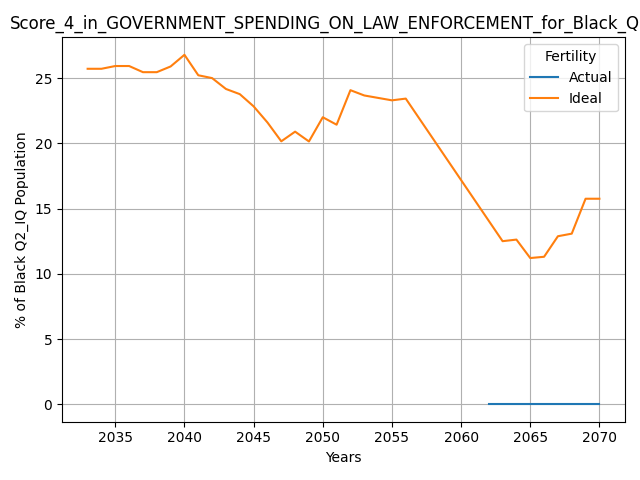 Score_4_in_GOVERNMENT_SPENDING_ON_LAW_ENFORCEMENT_for_Black_Q
Fertility
Actual
Ideal
% of Black Q2_IQ Population
25
20
15
10
5
0
2035 2040 2045 2050 2055 2060 2065 2070
Years